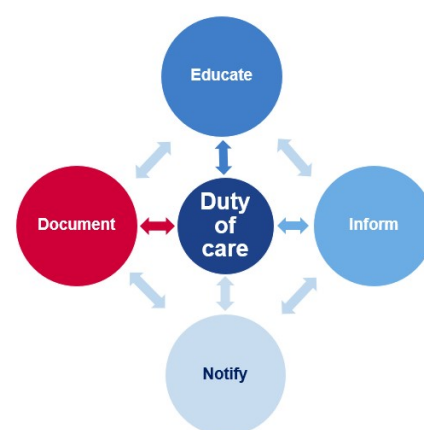 Educate
Document
Duty
of
care
Inform
Notify